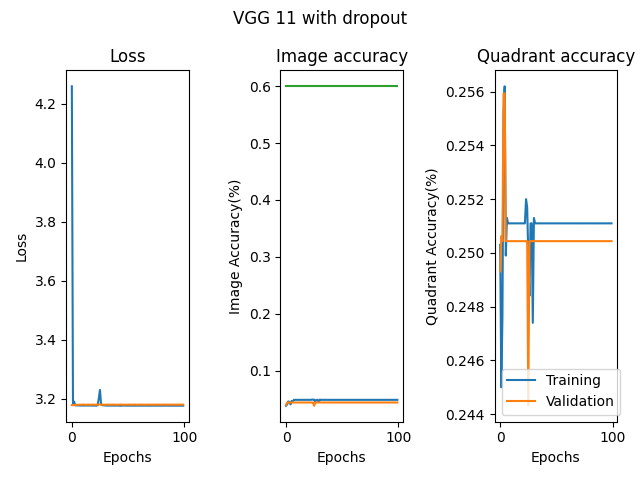 VGG 11 with dropout
Loss
Image accuracy
Quadrant accuracy
Loss
4.2
4.0
3.8
3.6
3.4
3.2
0
100
Epochs
Image Accuracy(%)
0.6
0.5
0.4
0.3
0.2
0.1
0
100
Epochs
Quadrant Accuracy(%)
0.256
0.254
0.252
0.250
0.248
0.246
0.244
Training
Validation
0
100
Epochs